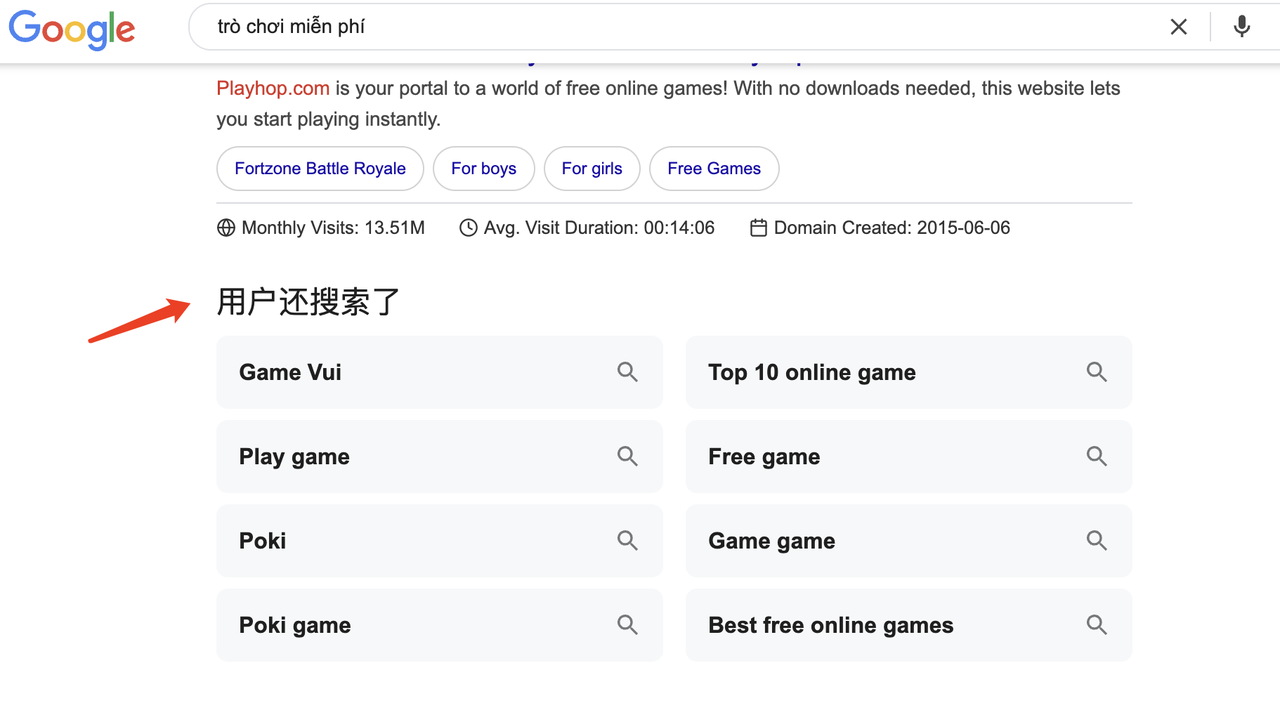 Google
trò chơi miễn phí
Playhop.com is your portal to a world of free online games! With no downloads needed, this website lets
you start playing instantly.
Fortzone Battle Royale For boys For girls Free Games
Monthly Visits: 13.51M Avg. Visit Duration: 00:14:06 Domain Created: 2015-06-06
用户还搜索了
Game Vui Top 10 online game
Play game Free game
Poki Game game
Poki game Best free online games